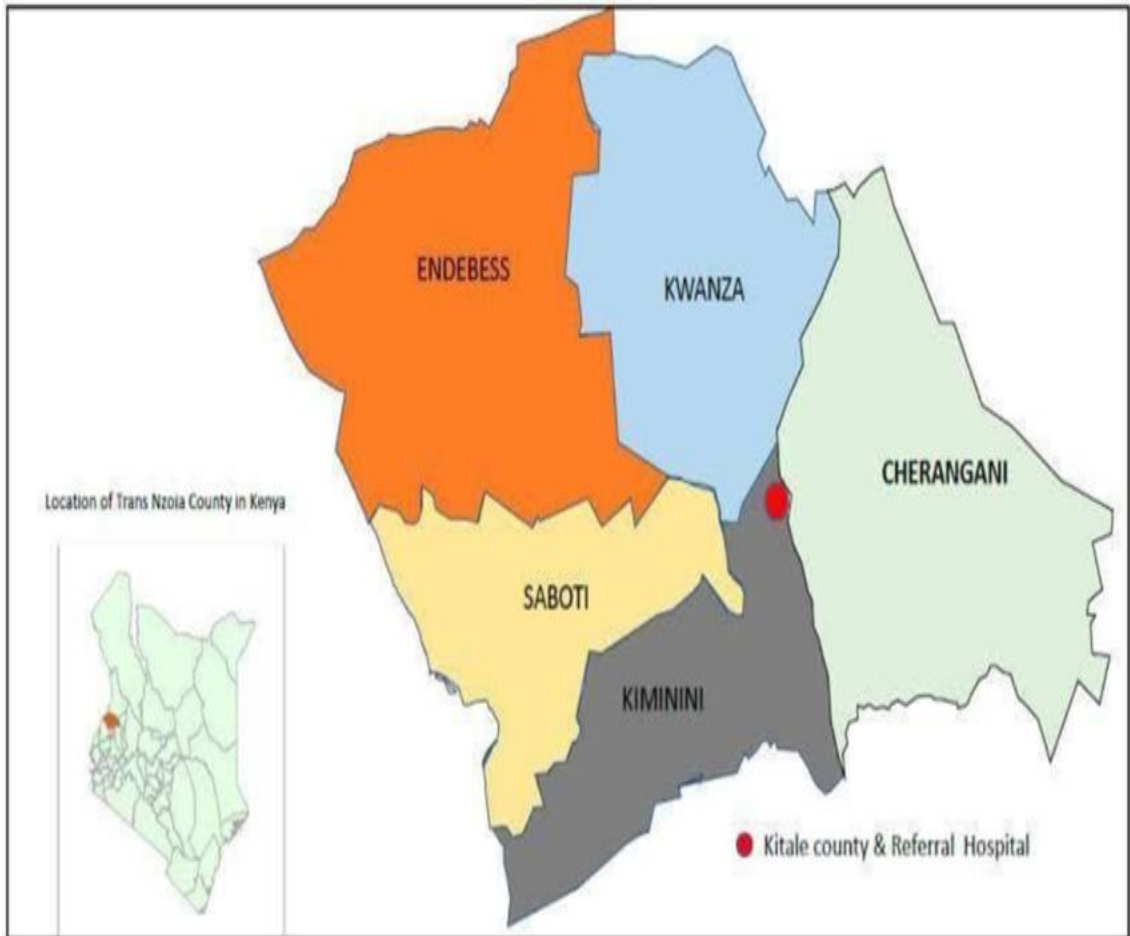 ENDEBESS
KWANZA
CHERANGANI
Location of Trans Nzoia County in Kenya
SABOTI
KIMININI
Kitale county & Referral Hospital